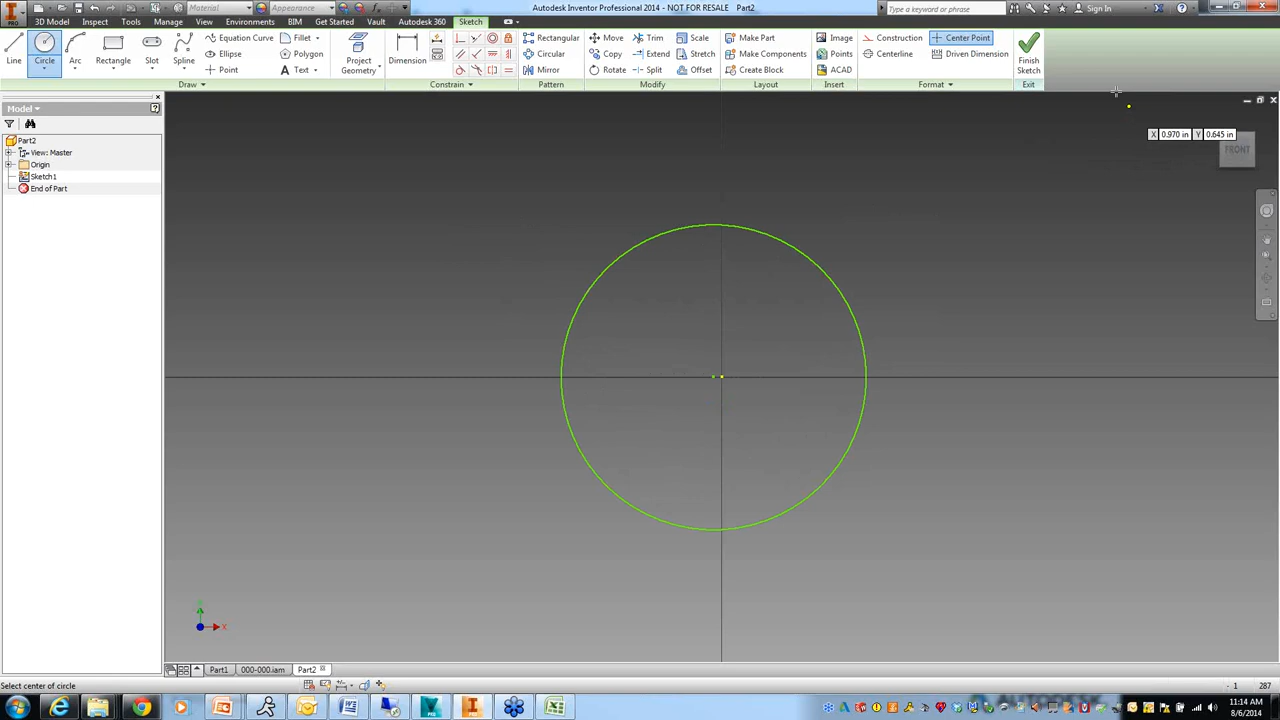 Material
Appearance
Autodesk Inventor Professional 2014 - NOT FOR RESALE Part2
Type a keyword or phrase
Sign In
3D Model Inspect Tools Manage View Environments BIM Get Started Vault Autodesk 360 Sketch
Line Circle Arc Rectangle Slot Spline
Equation Curve Fillet
Ellipse Polygon
Point Text
Project Geometry
Dimension
Rectangular
Circular
Mirror
Move Trim Scale
Copy Extend Stretch
Rotate Split Offset
Make Part
Make Components
Create Block
Image
Points
ACAD
Construction Center Point
Centerline Driven Dimension
Finish Sketch
Draw Constrain Pattern Modify Layout Insert Format Exit
Model
Part2
View: Master
Origin
Sketch1
End of Part
X 0.970 in Y 0.645 in
FRONT
X
Part1 000-000.iam Part2
Select center of circle
1 287
11:14 AM
8/6/2014